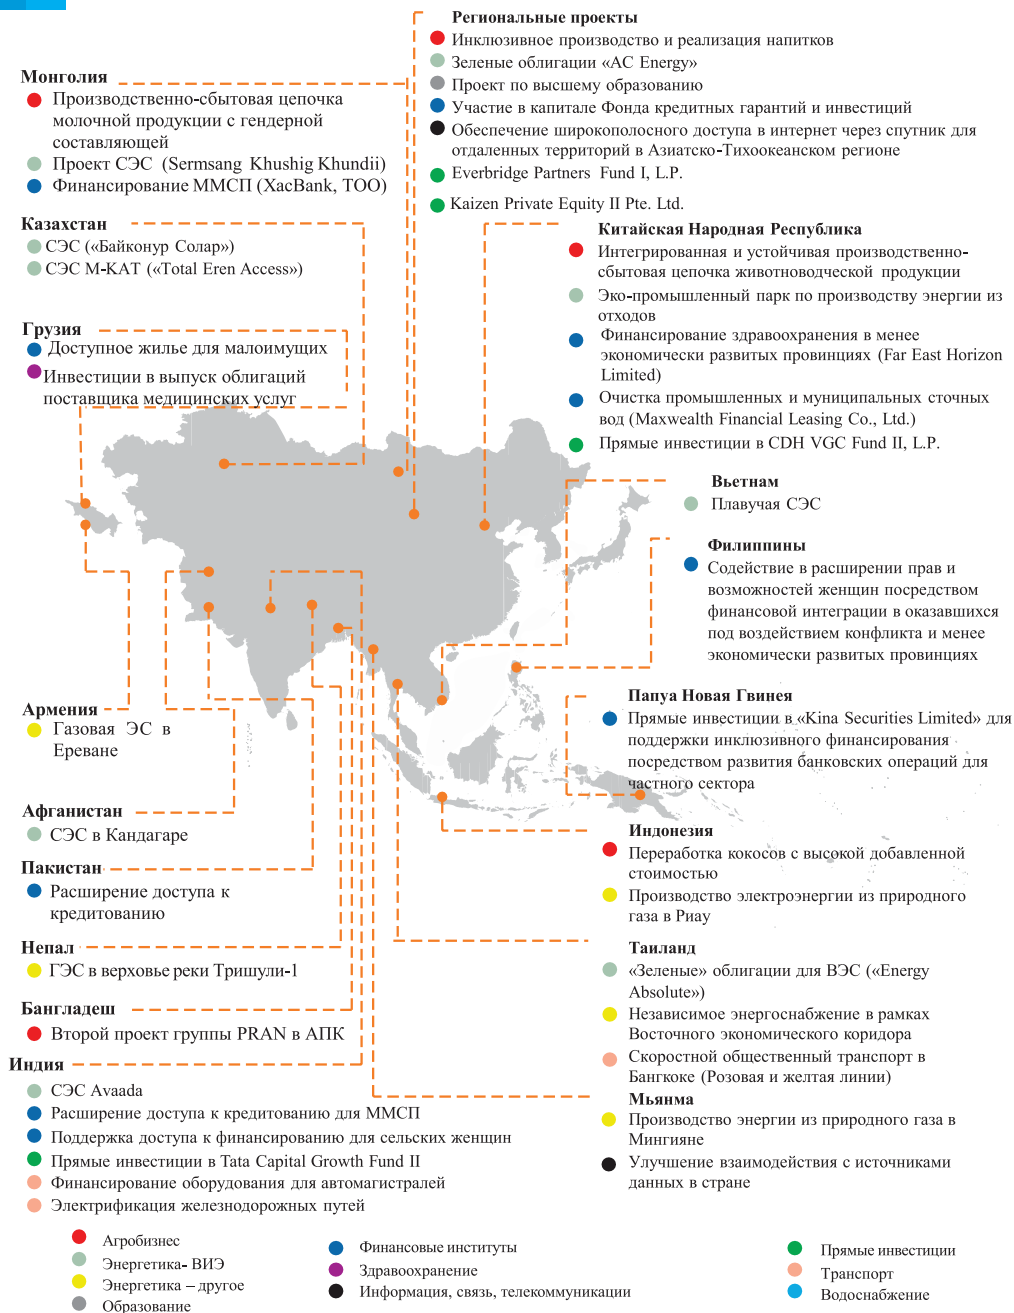 Региональные проекты
Инклюзивное производство и реализация напитков
Зеленые облигации «AC Energy»
Проект по высшему образованию
Участие в капитале Фонда кредитных гарантий и инвестиций
Обеспечение широкополосного доступа в интернет через спутник для
отдаленных территорий в Азиатско-Тихоокеанском регионе
Everbridge Partners Fund I, L.P.
Kaizen Private Equity II Pte. Ltd.
Монголия
Производственно-сбытовая цепочка
молочной продукции с гендерной
составляющей
Проект СЭС (Sermsang Khushig Khundii)
Финансирование ММСП (XacBank, ТОО)
Казахстан
СЭС («Байконур Солар»)
СЭС М-КАТ («Total Eren Access»)
Грузия
Доступное жилье для малоимущих
Инвестиции в выпуск облигаций
поставщика медицинских услуг
Китайская Народная Республика
Интегрированная и устойчивая производственно-
сбытовая цепочка животноводческой продукции
Эко-промышленный парк по производству энергии из
отходов
Финансирование здравоохранения в менее
экономически развитых провинциях (Far East Horizon
Limited)
Очистка промышленных и муниципальных сточных
вод (Maxwealth Financial Leasing Co., Ltd.)
Прямые инвестиции в CDH VGC Fund II, L.P.
Вьетнам
Плавучая СЭС
Филиппины
Содействие в расширении прав и
возможностей женщин посредством
финансовой интеграции в оказавшихся
под воздействием конфликта и менее
экономически развитых провинциях
Папуа Новая Гвинея
Прямые инвестиции в «Kina Securities Limited» для
поддержки инклюзивного финансирования
посредством развития банковских операций для
частного сектора
Армения
Газовая ЭС в
Ереване
Афганистан
СЭС в Кандагаре
Пакистан
Расширение доступа к
кредитованию
Непал
ГЭС в верховье реки Тришули-1
Бангладеш
Второй проект группы PRAN в АПК
Индия
СЭС Avaada
Расширение доступа к кредитованию для ММСП
Поддержка доступа к финансированию для сельских женщин
Прямые инвестиции в Tata Capital Growth Fund II
Финансирование оборудования для автомагистралей
Электрификация железнодорожных путей
Индонезия
Переработка кокосов с высокой добавленной
стоимостью
Производство электроэнергии из природного
газа в Риау
Таиланд
«Зеленые» облигации для ВЭС («Energy
Absolute»)
Независимое энергоснабжение в рамках
Восточного экономического коридора
Скоростной общественный транспорт в
Бангкоке (Розовая и желтая линии)
Мьянма
Производство энергии из природного газа в
Мингияне
Улучшение взаимодействия с источниками
данных в стране
Агробизнес
Энергетика- ВИЭ
Энергетика – другое
Образование
Финансовые институты
Здравоохранение
Информация, связь, телекоммуникации
Прямые инвестиции
Транспорт
Водоснабжение